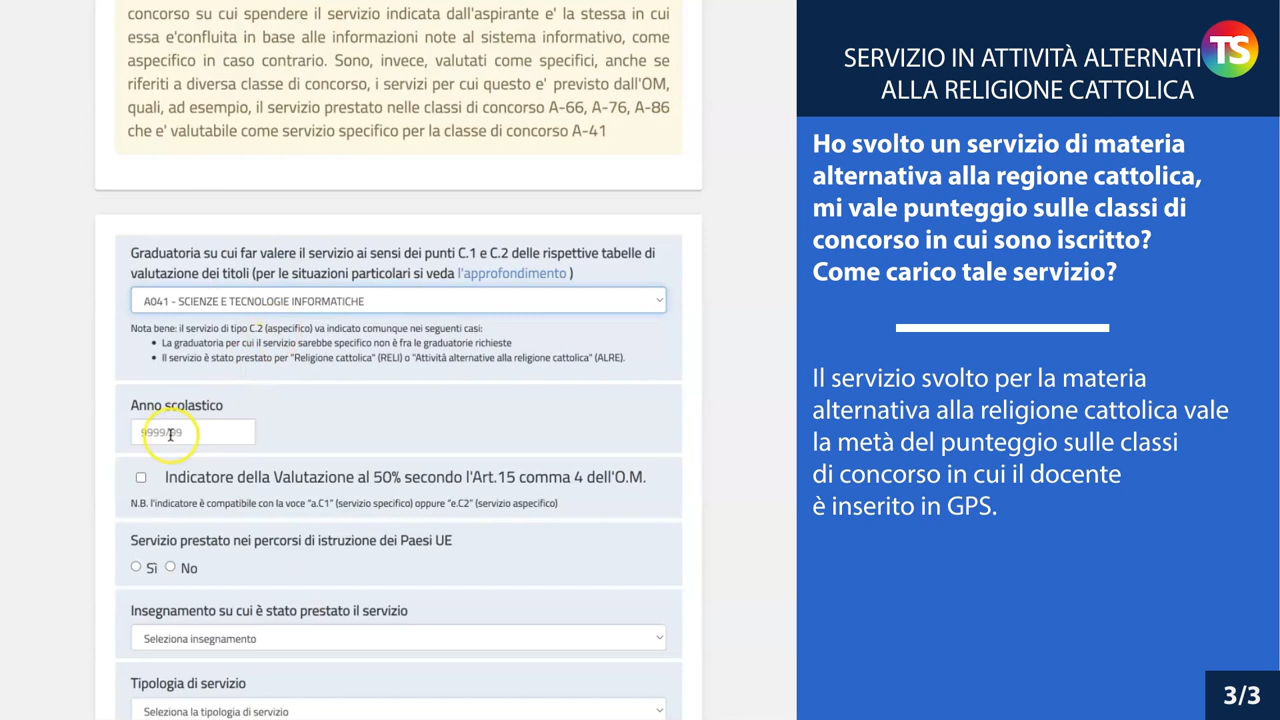 concorso su cui spendere il servizio indicata dall'aspirante e' la stessa in cui
essa e'confluita in base alle informazioni note al sistema informativo, come
aspecifico in caso contrario. Sono, invece, valutati come specifici, anche se
riferiti a diversa classe di concorso, i servizi per cui questo e' previsto dall'OM,
quali, ad esempio, il servizio prestato nelle classi di concorso A-66, A-76, A-86
che e' valutabile come servizio specifico per la classe di concorso A-41
Graduatoria su cui far valere il servizio ai sensi dei punti C.1 e C.2 delle rispettive tabelle di
valutazione dei titoli (per le situazioni particolari si veda l'approfondimento )
A041 - SCIENZE E TECNOLOGIE INFORMATICHE
Nota bene: il servizio di tipo C.2 (aspecifico) va indicato comunque nei seguenti casi:
• La graduatoria per cui il servizio sarebbe specifico non è fra le graduatorie richieste
• Il servizio è stato prestato per "Religione cattolica" (RELI) o "Attività alternative alla religione cattolica" (ALRE).
Anno scolastico
9999/99
Indicatore della Valutazione al 50% secondo l'Art.15 comma 4 dell'O.M.
N.B. l'indicatore è compatibile con la voce "a.C1" (servizio specifico) oppure "e.C2" (servizio aspecifico)
Servizio prestato nei percorsi di istruzione dei Paesi UE
Sì No
Insegnamento su cui è stato prestato il servizio
Seleziona insegnamento
Tipologia di servizio
Seleziona la tipologia di servizio
SERVIZIO IN ATTIVITÀ ALTERNATI
TS
ALLA RELIGIONE CATTOLICA
Ho svolto un servizio di materia
alternativa alla regione cattolica,
mi vale punteggio sulle classi di
concorso in cui sono iscritto?
Come carico tale servizio?
Il servizio svolto per la materia
alternativa alla religione cattolica vale
la metà del punteggio sulle classi
di concorso in cui il docente
è inserito in GPS.
3/3